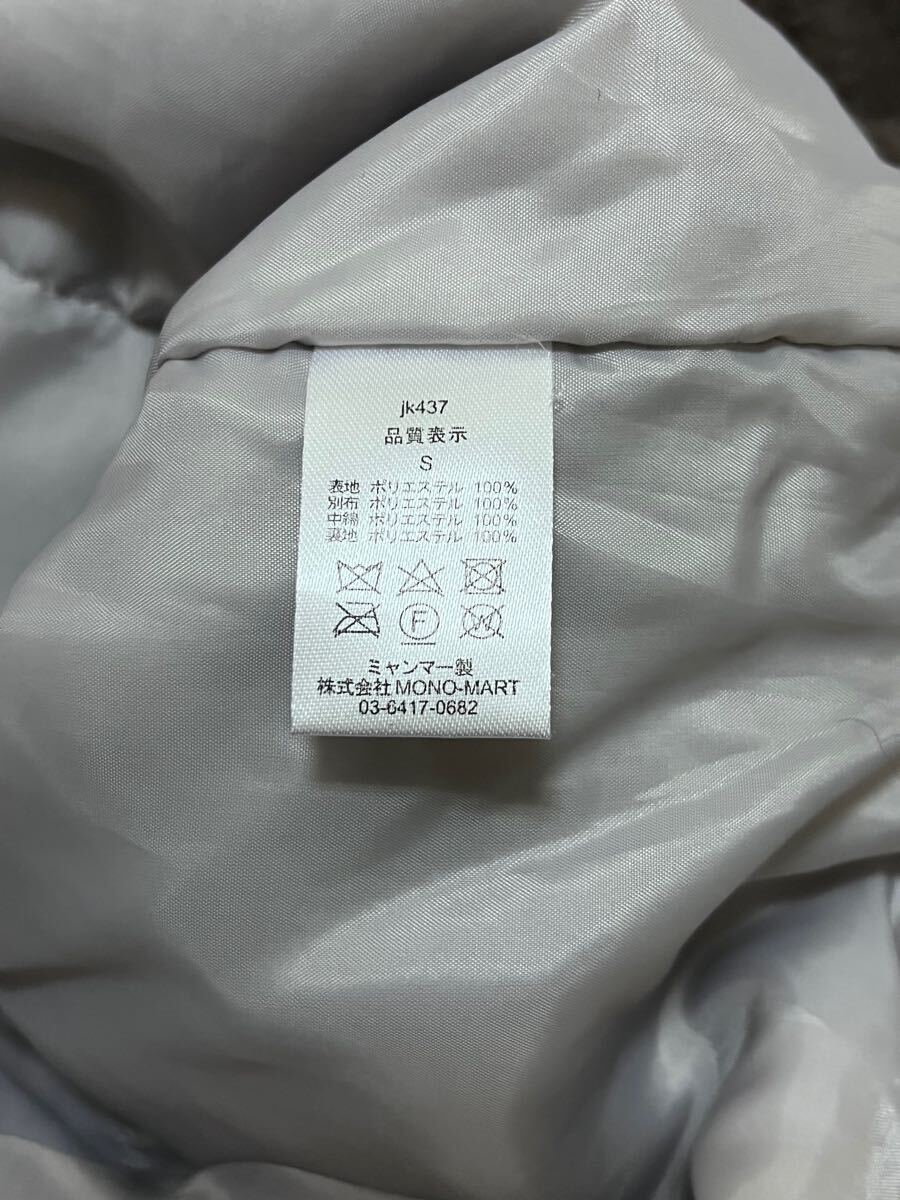 jk437
品質表示
S
表地 ポリエステル 100%
別布 ポリエステル 100%
中綿 ポリエステル 100%
裏地 ポリエステル 100%
F
W
ミャンマー製
株式会社 MONO-MART
03-6417-0682